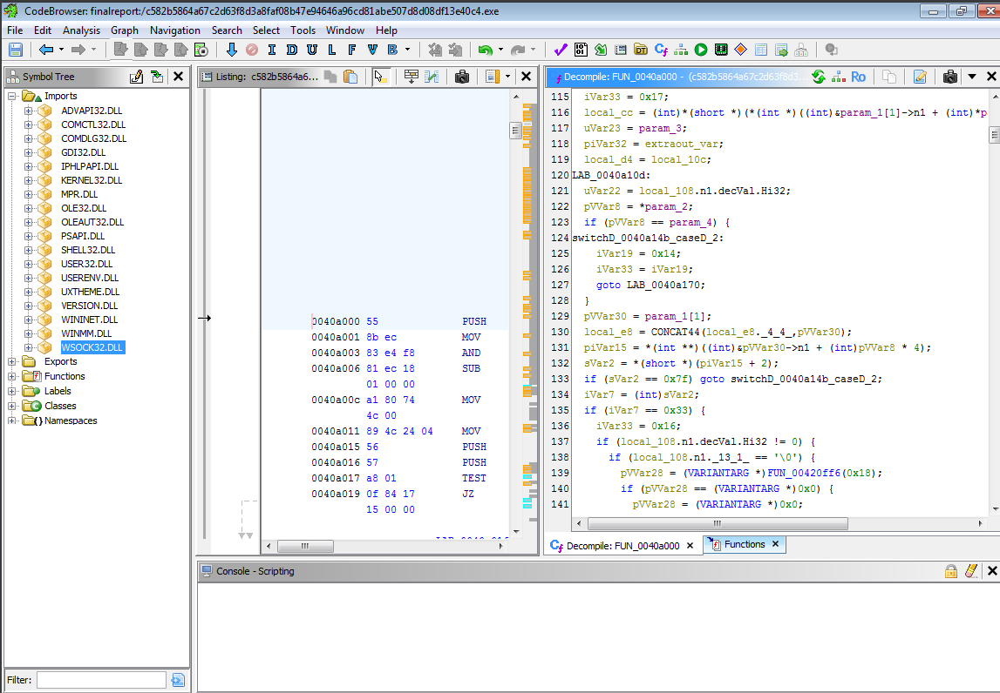 CodeBrowser: finalreport:/c582b5864a67c2d63f8d3a8faf08b47e94646a96cd81abe507d8d08df13e40c4.exe
File Edit Analysis Graph Navigation Search Select Tools Window Help
I D U L F V B
Symbol Tree
Imports
ADVAPI32.DLL
COMCTL32.DLL
COMDLG32.DLL
GDI32.DLL
IPHLPAPI.DLL
KERNEL32.DLL
MPR.DLL
OLE32.DLL
OLEAUT32.DLL
PSAPI.DLL
SHELL32.DLL
USER32.DLL
USERENV.DLL
UXTHEME.DLL
VERSION.DLL
WININET.DLL
WINMM.DLL
WSOCK32.DLL
Exports
Functions
Labels
Classes
Namespaces
Filter:
Listing: c582b5864a6...
0040a000 55 PUSH
0040a001 8b ec MOV
0040a003 83 e4 f8 AND
0040a006 81 ec 18 SUB
01 00 00
0040a00c a1 80 74 MOV
4c 00
0040a011 89 4c 24 04 MOV
0040a015 56 PUSH
0040a016 57 PUSH
0040a017 a8 01 TEST
0040a019 0f 84 17 JZ
15 00 00
Decompile: FUN_0040a000 - (c582b5864a67c2d63f8d3...
Ro
115 iVar33 = 0x17;
116 local_cc = (int)*(short *)(*(int *)((int)&param_1[1]->n1 + (int)*p
117 uVar23 = param_3;
118 piVar32 = extraout_var;
119 local_d4 = local_10c;
120 LAB_0040a10d:
121 uVar22 = local_108.n1.decVal.Hi32;
122 pVVar8 = *param_2;
123 if (pVVar8 == param_4) {
124 switchD_0040a14b_caseD_2:
125 iVar19 = 0x14;
126 iVar33 = iVar19;
127 goto LAB_0040a170;
128 }
129 pVVar30 = param_1[1];
130 local_e8 = CONCAT44(local_e8._4_4_,pVVar30);
131 piVar15 = *(int **)((int)&pVVar30->n1 + (int)pVVar8 * 4);
132 sVar2 = *(short *)(piVar15 + 2);
133 if (sVar2 == 0x7f) goto switchD_0040a14b_caseD_2;
134 iVar7 = (int)sVar2;
135 if (iVar7 == 0x33) {
136 iVar33 = 0x16;
137 if (local_108.n1.decVal.Hi32 != 0) {
138 if (local_108.n1._13_1_ == '\0') {
139 pVVar28 = (VARIANTARG *)FUN_00420ff6(0x18);
140 if (pVVar28 == (VARIANTARG *)0x0) {
141 pVVar28 = (VARIANTARG *)0x0;
Decompile: FUN_0040a000
Functions
Console - Scripting